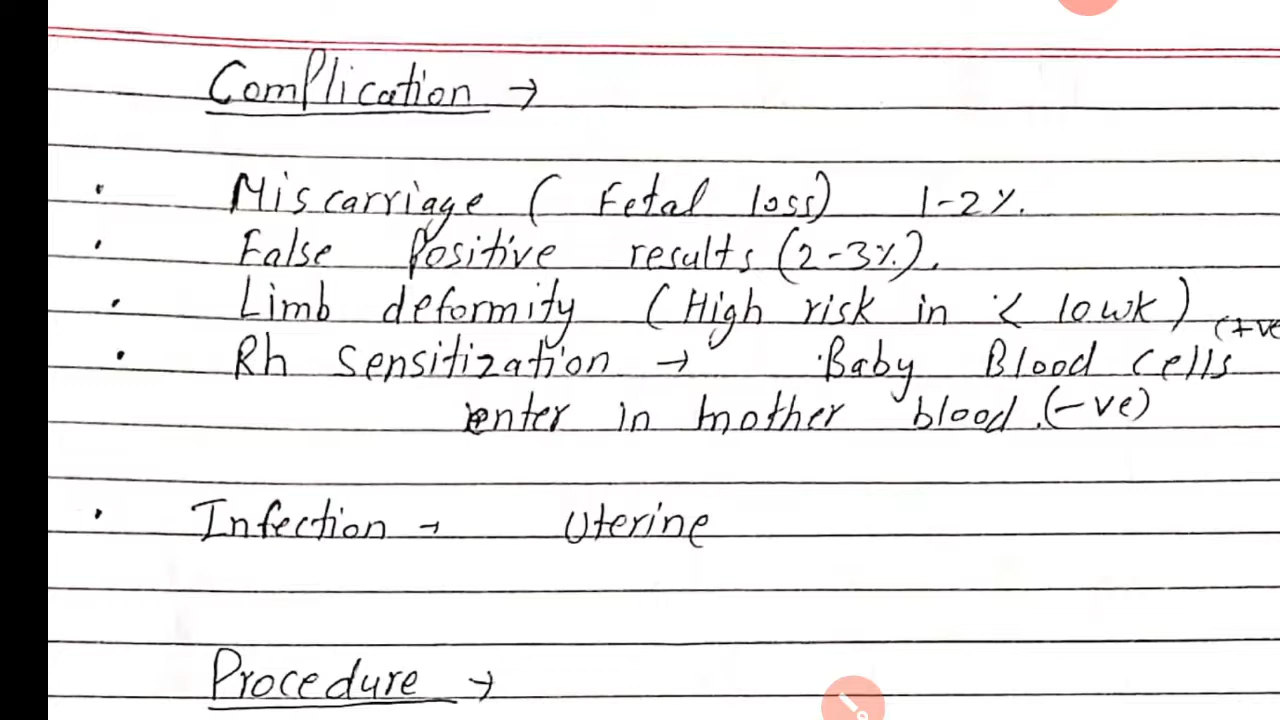 Complication →
• Miscarriage ( Fetal loss) 1-2%.
• False Positive results (2-3%).
• Limb deformity (High risk in < 10wk)
• Rh Sensitization → Baby Blood cells (+ve
enter in mother blood. (-ve)
• Infection → Uterine
Procedure →